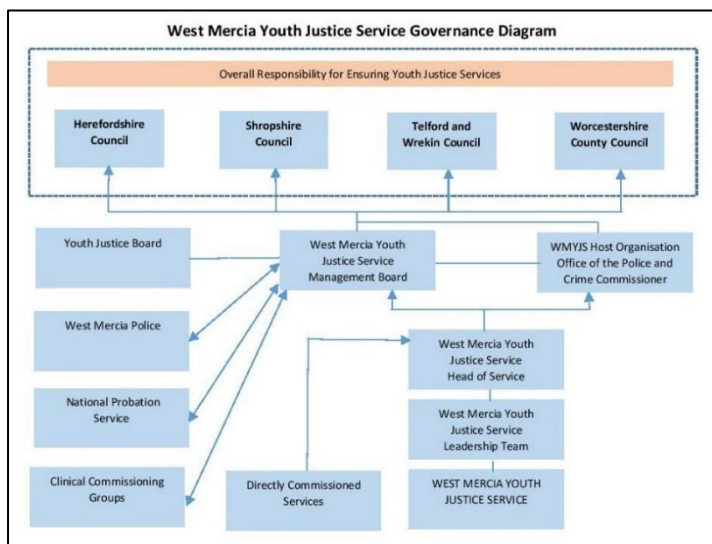 West Mercia Youth Justice Service Governance Diagram
Overall Responsibility for Ensuring Youth Justice Services
Herefordshire
Council
Shropshire
Council
Telford and
Wrekin Council
Worcestershire
County Council
Youth Justice Board
West Mercia Youth
Justice Service
Management Board
WMYJS Host Organisation
Office of the Police and
Crime Commissioner
West Mercia Police
West Mercia Youth
Justice Service
Head of Service
National Probation
Service
West Mercia Youth
Justice Service
Leadership Team
Clinical Commissioning
Groups
Directly Commissioned
Services
WEST MERCIA YOUTH
JUSTICE SERVICE